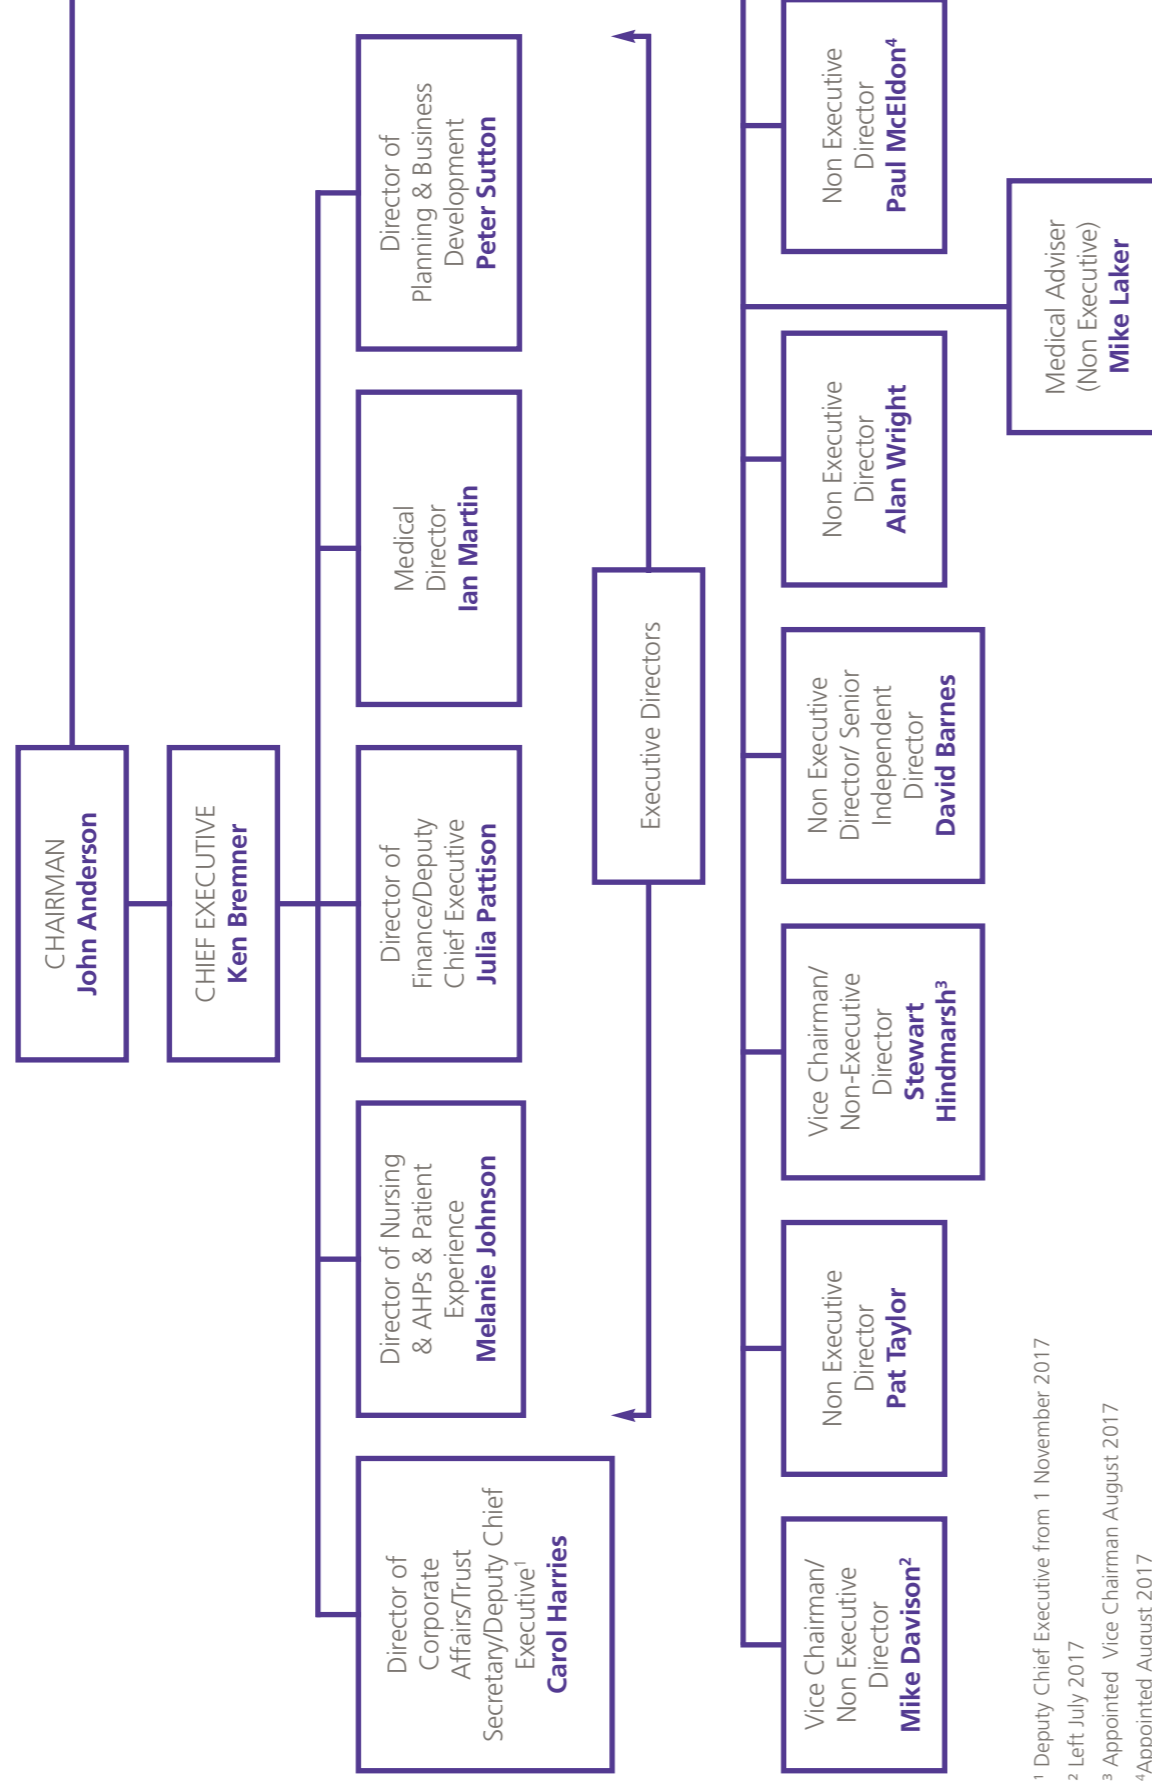 CHAIRMAN
John Anderson
CHIEF EXECUTIVE
Ken Bremner
Director of
Corporate
Affairs/Trust
Secretary/Deputy Chief
Executive¹
Carol Harries
Director of Nursing
& AHPs & Patient
Experience
Melanie Johnson
Director of
Finance/Deputy
Chief Executive
Julia Pattison
Medical
Director
Ian Martin
Director of
Planning & Business
Development
Peter Sutton
Executive Directors
Vice Chairman/
Non Executive
Director
Mike Davison²
Non Executive
Director
Pat Taylor
Vice Chairman/
Non-Executive
Director
Stewart
Hindmarsh³
Non Executive
Director/ Senior
Independent
Director
David Barnes
Non Executive
Director
Alan Wright
Non Executive
Director
Paul McEldon⁴
Medical Adviser
(Non Executive)
Mike Laker
¹ Deputy Chief Executive from 1 November 2017
² Left July 2017
³ Appointed Vice Chairman August 2017
⁴Appointed August 2017